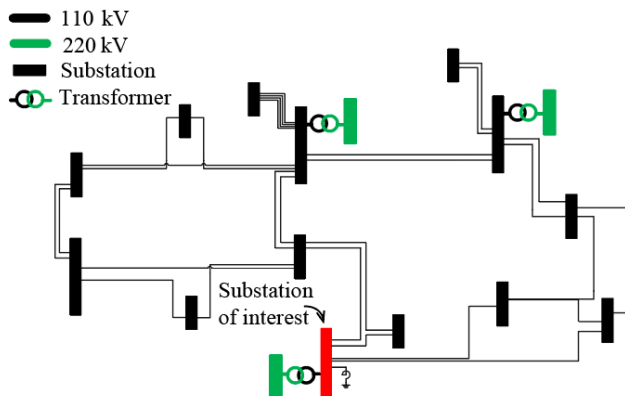 110 kV
220 kV
Substation
Transformer
Substation
of interest